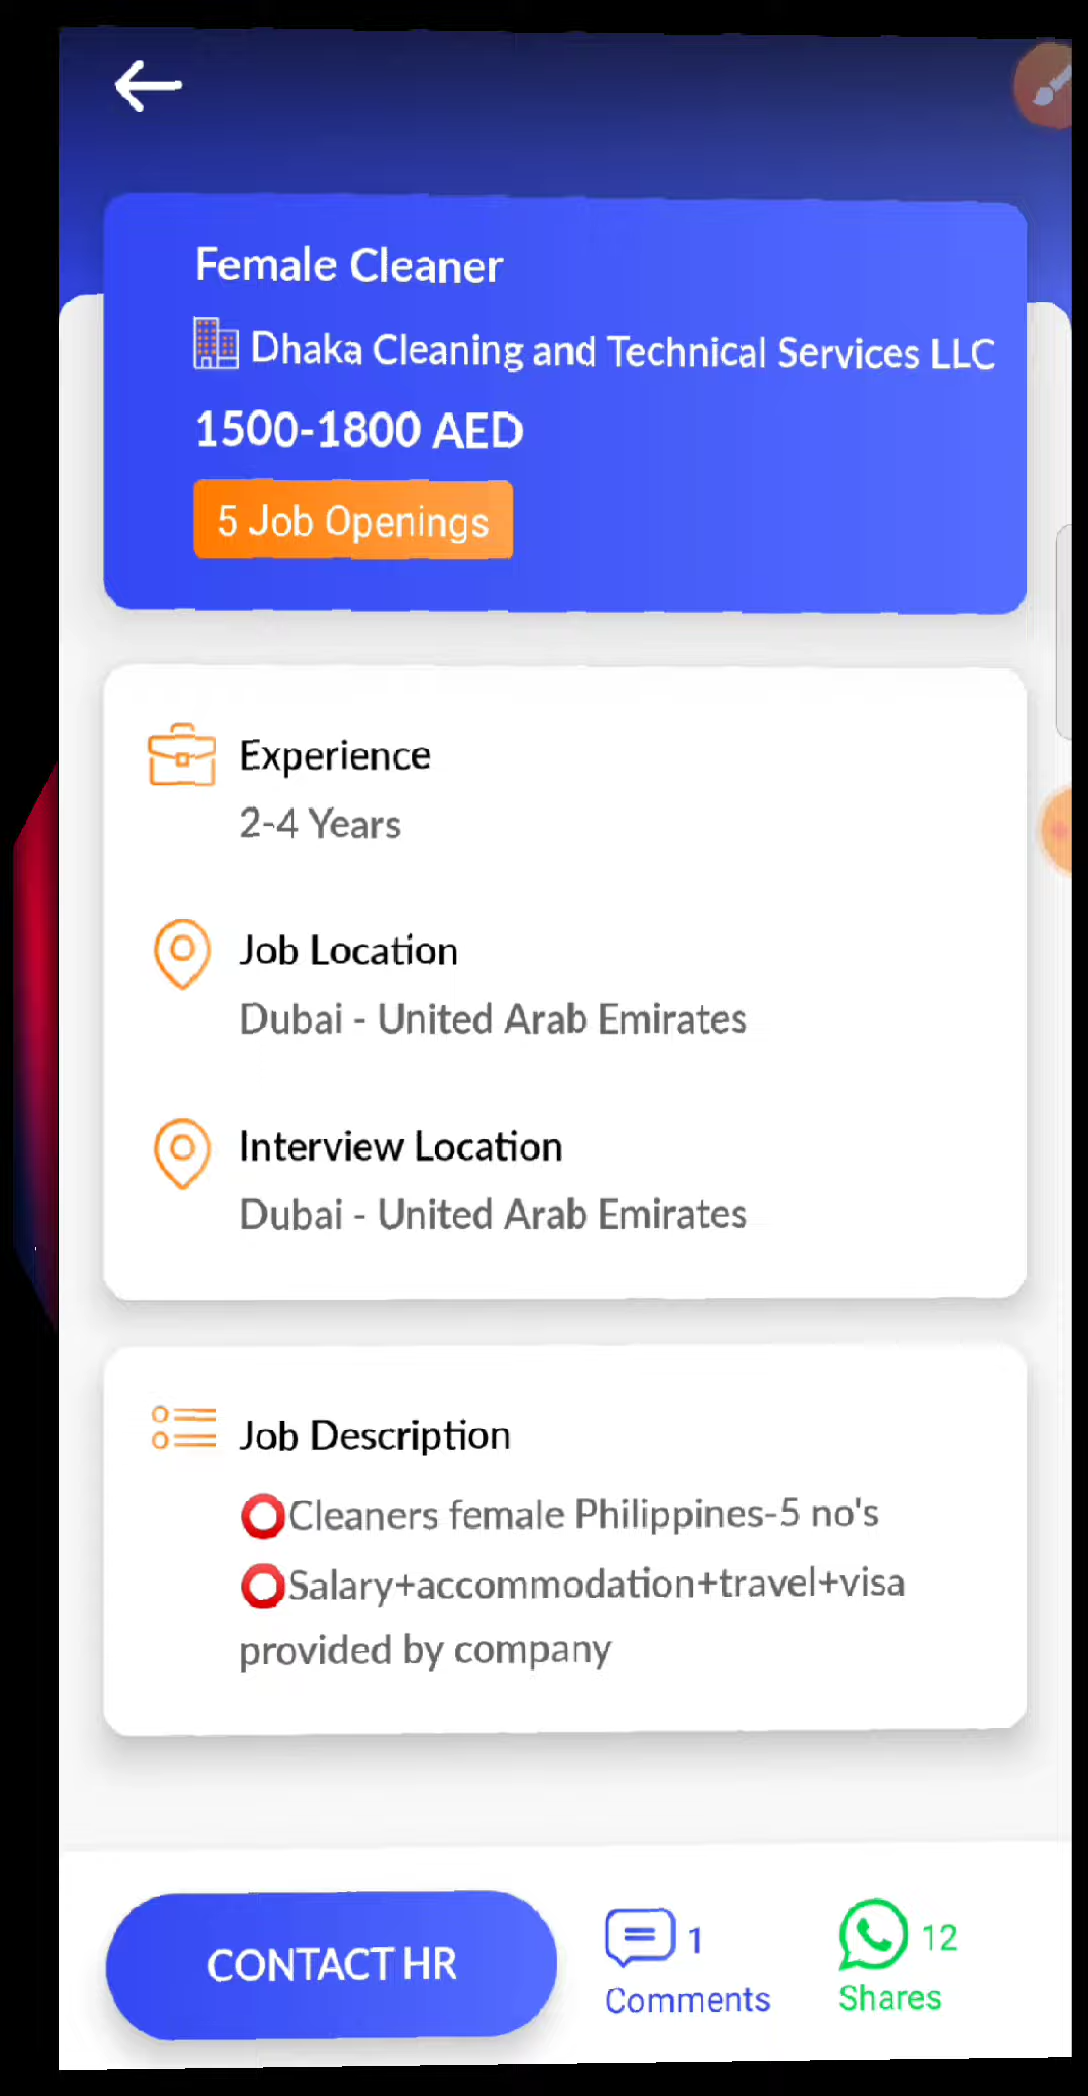 Female Cleaner
Dhaka Cleaning and Technical Services LLC
1500-1800 AED
5 Job Openings
Experience
2-4 Years
Job Location
Dubai - United Arab Emirates
Interview Location
Dubai - United Arab Emirates
Job Description
⭕Cleaners female Philippines-5 no's
⭕Salary+accommodation+travel+visa
provided by company
CONTACT HR
1
Comments
12
Shares